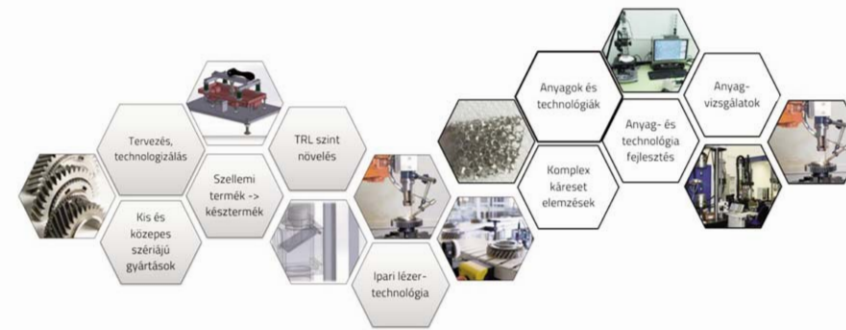 Tervezés,
technologizálás
Kis és
közepes
szériájú
gyártások
Szellemi
termék ->
késztermék
TRL szint
növelés
Ipari lézer-
technológia
Anyagok és
technológiák
Komplex
káreset
elemzések
Anyag- és
technológia
fejlesztés
Anyag-
vizsgálatok